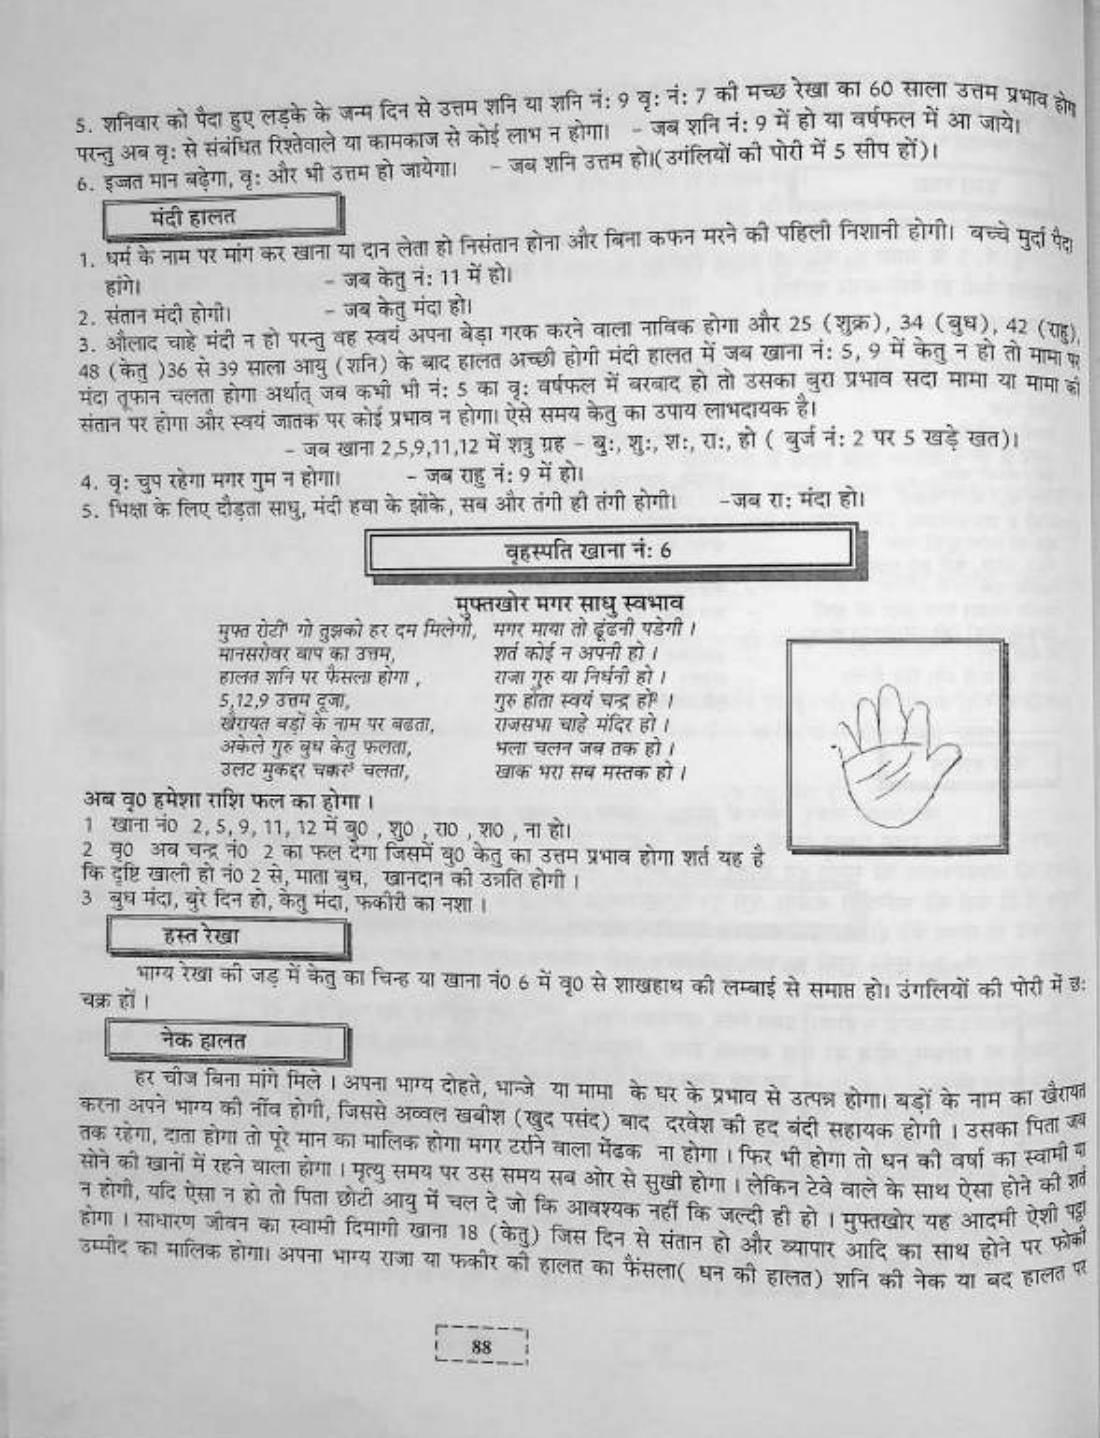 5. शनिवार को पैदा हुए लड़के के जन्म दिन से उत्तम शनि या शनि नं: 9 वृ: नं: 7 की मच्छ रेखा का 60 साला उत्तम प्रभाव होग
परन्तु अब वृ: से संबंधित रिश्तेवाले या कामकाज से कोई लाभ न होगा। - जब शनि नं: 9 में हो या वर्षफल में आ जाये।
6. इज्जत मान बढ़ेगा, वृ: और भी उत्तम हो जायेगा। - जब शनि उत्तम हो।(उगंलियों की पोरी में 5 सीप हों)।
मंदी हालत
1. धर्म के नाम पर मांग कर खाना या दान लेता हो निसंतान होना और बिना कफन मरने की पहिली निशानी होगी। बच्चे मुर्दा पैदा
हांगे। - जब केतु नं: 11 में हो।
2. संतान मंदी होगी। - जब केतु मंदा हो।
3. औलाद चाहे मंदी न हो परन्तु वह स्वयं अपना बेड़ा गरक करने वाला नाविक होगा और 25 (शुक्र), 34 (बुध), 42 (राहु),
48 (केतु )36 से 39 साला आयु (शनि) के बाद हालत अच्छी होगी मंदी हालत में जब खाना नं: 5, 9 में केतु न हो तो मामा पर
मंदा तूफान चलता होगा अर्थात् जब कभी भी नं: 5 का वृ: वर्षफल में बरबाद हो तो उसका बुरा प्रभाव सदा मामा या मामा की
संतान पर होगा और स्वयं जातक पर कोई प्रभाव न होगा। ऐसे समय केतु का उपाय लाभदायक है।
- जब खाना 2,5,9,11,12 में शत्रु ग्रह - बु:, शु:, श:, रा:, हो ( बुर्ज नं: 2 पर 5 खड़े खत)।
4. वृ: चुप रहेगा मगर गुम न होगा। - जब राहु नं: 9 में हो।
5. भिक्षा के लिए दौड़ता साधु, मंदी हवा के झोंके, सब और तंगी ही तंगी होगी। -जब रा: मंदा हो।
वृहस्पति खाना नं: 6
मुफ्तखोर मगर साधु स्वभाव
मुफ्त रोटी¹ गो तुझको हर दम मिलेगी, मगर माया तो ढूंढनी पडेगी ।
मानसरोवर बाप का उत्तम, शर्त कोई न अपनी हो ।
हालत शनि पर फैसला होगा , राजा गुरु या निर्धनी हो ।
5,12,9 उत्तम दूजा, गुरु होता स्वयं चन्द्र हो² ।
खैरायत बड़ों के नाम पर बढता, राजसभा चाहे मंदिर हो ।
अकेले गुरु बुध केतु फलता, भला चलन जब तक हो ।
उलट मुकद्दर चक्कर³ चलता, खाक भरा सब मस्तक हो ।
अब वृ0 हमेशा राशि फल का होगा ।
1 खाना नं0 2, 5, 9, 11, 12 में बु0 , शु0 , रा0 , श0 , ना हो।
2 वृ0 अब चन्द्र नं0 2 का फल देगा जिसमें बु0 केतु का उत्तम प्रभाव होगा शर्त यह है
कि दृष्टि खाली हो नं0 2 से, माता बुध, खानदान की उन्नति होगी ।
3 बुध मंदा, बुरे दिन हो, केतु मंदा, फकीरी का नशा ।
हस्त रेखा
भाग्य रेखा की जड़ में केतु का चिन्ह या खाना नं0 6 में वृ0 से शाखहाथ की लम्बाई से समाप्त हो। उंगलियों की पोरी में छ:
चक्र हों ।
नेक हालत
हर चीज बिना मांगे मिले । अपना भाग्य दोहते, भान्जे या मामा के घर के प्रभाव से उत्पन्न होगा। बड़ों के नाम का खैरायत
करना अपने भाग्य की नींव होगी, जिससे अव्वल खबीश (खुद पसंद) बाद दरवेश की हद बंदी सहायक होगी । उसका पिता जब
तक रहेगा, दाता होगा तो पूरे मान का मालिक होगा मगर टर्राने वाला मेंढक ना होगा । फिर भी होगा तो धन की वर्षा का स्वामी या
सोने की खानों में रहने वाला होगा । मृत्यु समय पर उस समय सब ओर से सुखी होगा । लेकिन टेवे वाले के साथ ऐसा होने की शर्त
न होगी, यदि ऐसा न हो तो पिता छोटी आयु में चल दे जो कि आवश्यक नहीं कि जल्दी ही हो । मुफ्तखोर यह आदमी ऐशी पट्ठा
होगा । साधारण जीवन का स्वामी दिमागी खाना 18 (केतु) जिस दिन से संतान हो और व्यापार आदि का साथ होने पर फोकी
उम्मीद का मालिक होगा। अपना भाग्य राजा या फकीर की हालत का फैंसला( धन की हालत) शनि की नेक या बद हालत पर
88